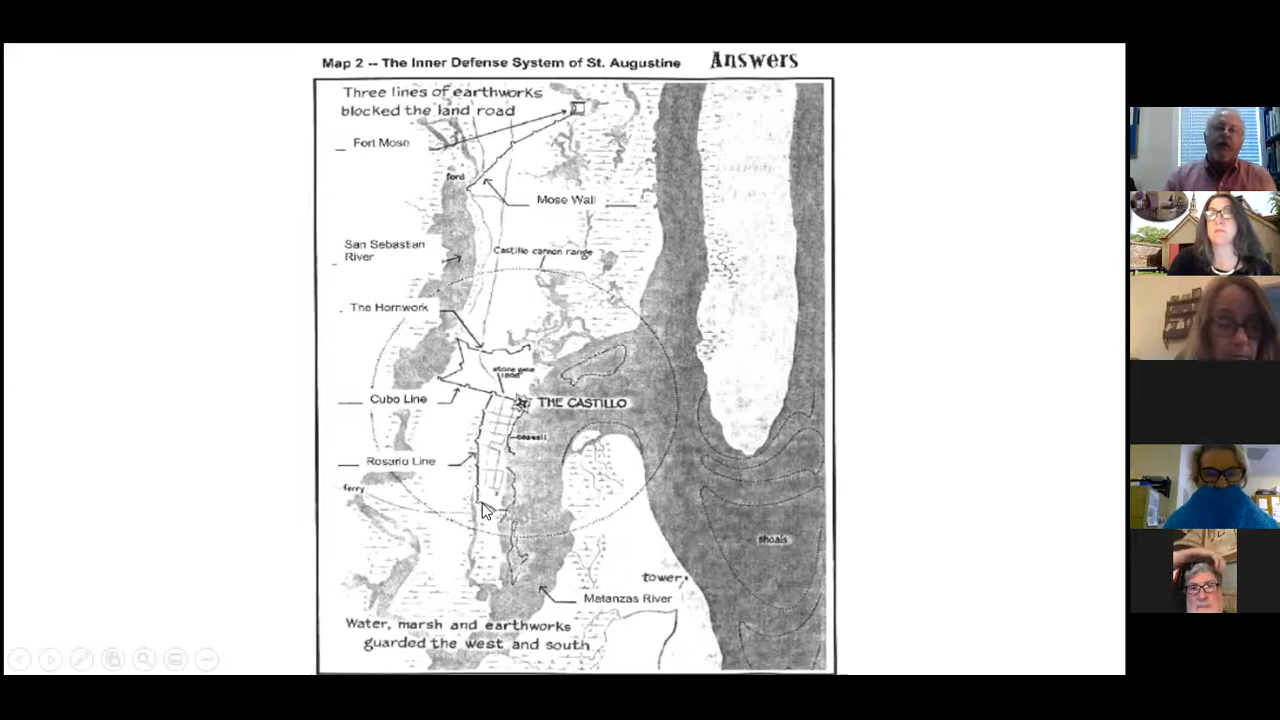 Map 2 -- The Inner Defense System of St. Augustine Answers
Three lines of earthworks
blocked the land road
Fort Mose
ford
Mose Wall
San Sebastian
River
Castillo cannon range
The Hornwork
stone gate
1808
Cubo Line
THE CASTILLO
seawall
Rosario Line
ferry
shoals
tower
Matanzas River
Water, marsh and earthworks
guarded the west and south